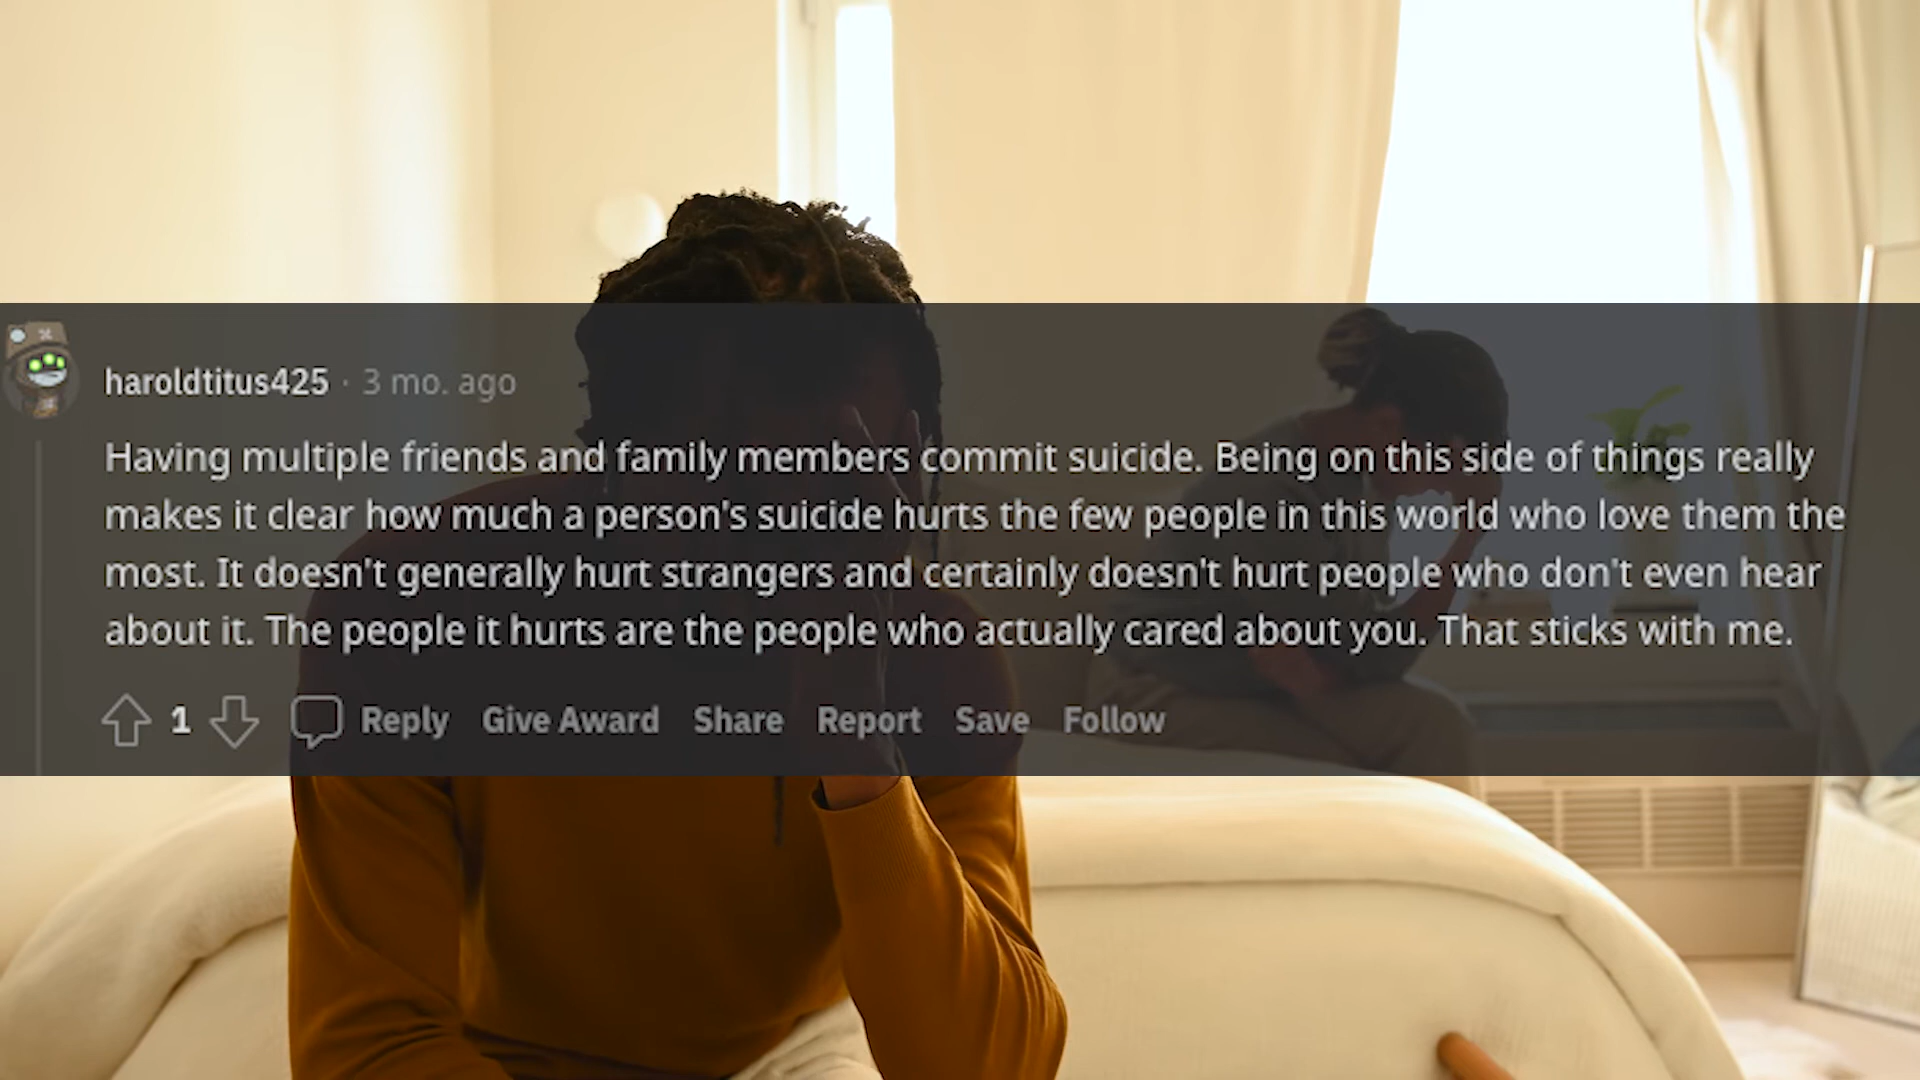 haroldtitus425 · 3 mo. ago
Having multiple friends and family members commit suicide. Being on this side of things really
makes it clear how much a person's suicide hurts the few people in this world who love them the
most. It doesn't generally hurt strangers and certainly doesn't hurt people who don't even hear
about it. The people it hurts are the people who actually cared about you. That sticks with me.
1 Reply Give Award Share Report Save Follow